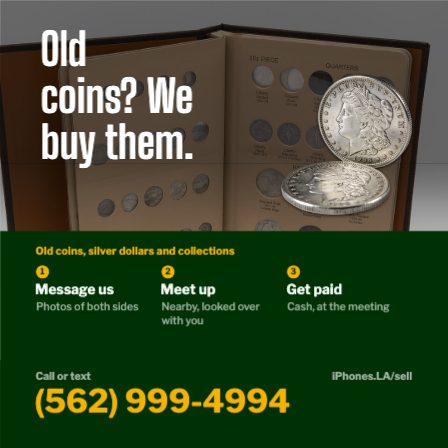 Old
coins? We
buy them.
QUARTERS
Old coins, silver dollars and collections
1
Message us
Photos of both sides
2
Meet up
Nearby, looked over
with you
3
Get paid
Cash, at the meeting
Call or text
(562) 999-4994
iPhones.LA/sell